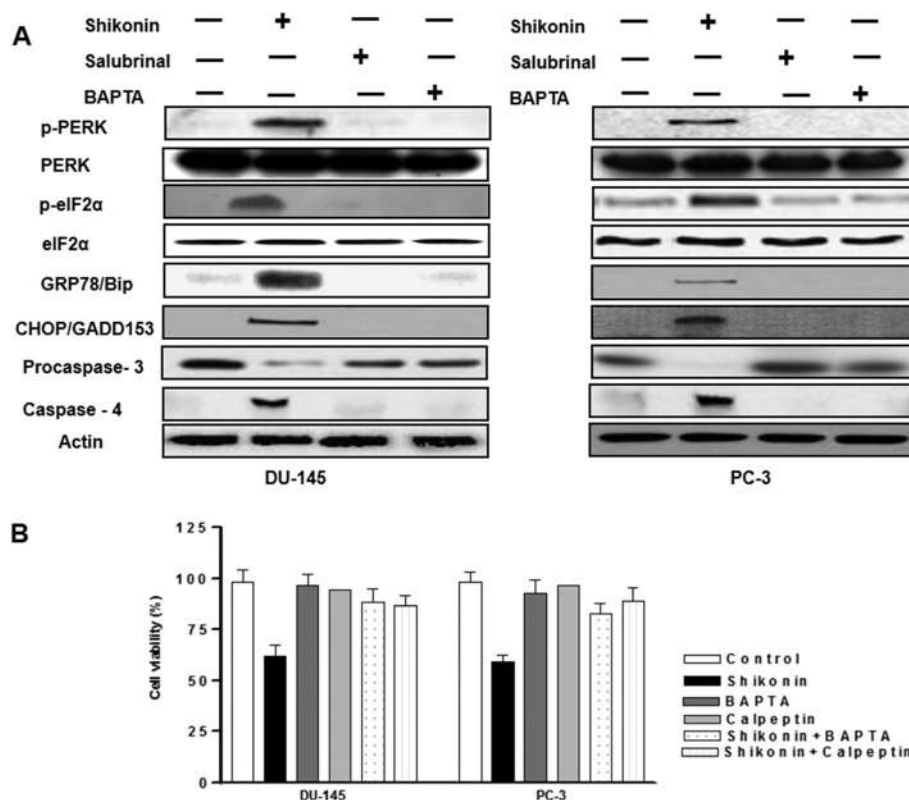 A
Shikonin — + — — Shikonin — + — —
Salubrinal — — + — Salubrinal — — + —
BAPTA — — — + BAPTA — — — +
p-PERK
PERK
p-eIF2α
eIF2α
GRP78/Bip
CHOP/GADD153
Procaspase- 3
Caspase - 4
Actin
DU-145 PC-3
B
Cell viability (%)
125
100
75
50
25
0
DU-145 PC-3
Control
Shikonin
BAPTA
Calpeptin
Shikonin+BAPTA
Shikonin+Calpeptin